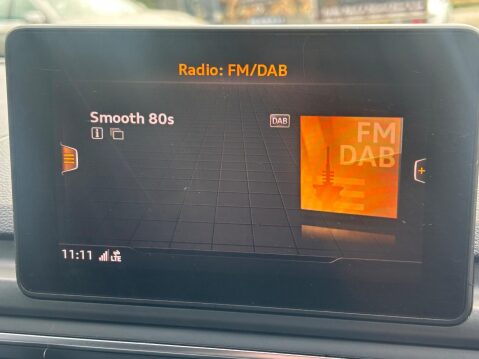 Radio: FM/DAB
Smooth 80s
DAB
FM
DAB
11:11
LTE